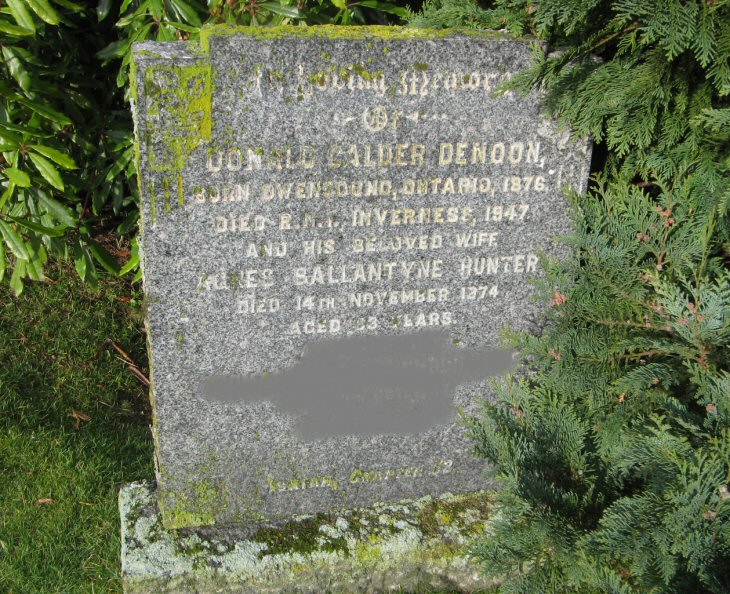 In Loving Memory
Of
DONALD CALDER DENOON,
BORN OWENSOUND, ONTARIO, 1876.
DIED R.N.I., INVERNESS, 1947
AND HIS BELOVED WIFE
AGNES BALLANTYNE HUNTER
DIED 14TH NOVEMBER 1974
AGED 83 YEARS.